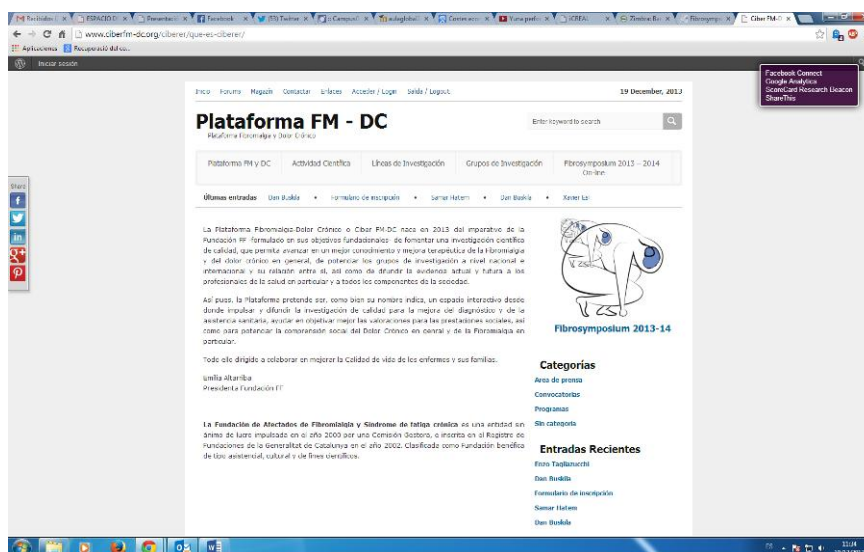 Recibidos
ESPACIO D
Presentaci
Facebook
(53) Twitter
Campus
aulaglobal
Yuna
iCREAL
Zimbra
Fibrosympo
Ciber FM-D
www.ciberfm-dc.org/ciberer/que-es-ciberer/
Aplicaciones
Iniciar sesión
Facebook Connect
Google Analytics
ScoreCard Research Beacon
ShareThis
Inicio Forums Magazin Contactar Enlaces Acceder / Login Salida / Logout
19 December, 2013
Plataforma FM - DC
Plataforma Fibromialgia y Dolor Crónico
Enter keyword to search
Plataforma FM y DC Actividad Científica Líneas de Investigación Grupos de Investigación Fibrosymposium 2013 – 2014
On-line
Últimas entradas Dan Buskila • Formulario de inscripción • Samar Hatem • Dan Buskila • Xavier
Share
La Plataforma Fibromialgia-Dolor Crónico o Ciber FM-DC nace en 2013 del imperativo de la
Fundación FF formulado en sus objetivos fundacionales de fomentar una investigación científica
de calidad, que permita avanzar en un mejor conocimiento y mejora terapéutica de la Fibromialgia
y del dolor crónico en general, de potenciar los grupos de investigación a nivel nacional e
internacional y su relación entre sí, así como de difundir la evidencia actual y futura a los
profesionales de la salud en particular y a todos los componentes de la sociedad.
Así pues, la Plataforma pretende ser, como bien su nombre indica, un espacio interactivo desde
donde impulsar y difundir la investigación de calidad para la mejora del diagnóstico y de la
asistencia sanitaria, ayudar en objetivar mejor las valoraciones para las prestaciones sociales, así
como para potenciar la comprensión social del Dolor Crónico en genral y de la Fibromialgia en
particular.
Todo ello dirigido a colaborar en mejorar la Calidad de vida de los enfermos y sus familias.
Emilia Altarriba
Presidenta Fundación FF
La Fundación de Afectados de Fibromialgia y Síndrome de fatiga crónica es una entidad sin
ánimo de lucro impulsada en el año 2000 por una Comisión Gestora, e inscrita en el Registro de
Fundaciones de la Generalitat de Catalunya en el año 2002. Clasificada como Fundación benéfica
de tipo asistencial, cultural y de fines científicos.
Fibrosymposium 2013-14
Categorías
Area de prensa
Convocatorias
Programas
Sin categoría
Entradas Recientes
Enzo Tagliazucchi
Dan Buskila
Formulario de inscripción
Samar Hatem
Dan Buskila
11:04